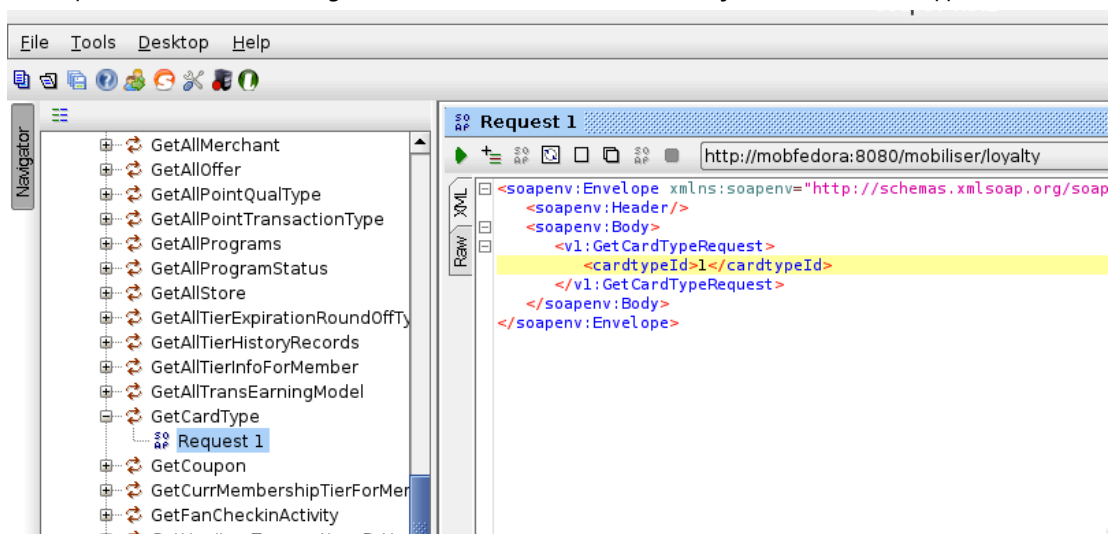 File Tools Desktop Help
Navigator
GetAllMerchant
GetAllOffer
GetAllPointQualType
GetAllPointTransactionType
GetAllPrograms
GetAllProgramStatus
GetAllStore
GetAllTierExpirationRoundOffTy
GetAllTierHistoryRecords
GetAllTierInfoForMember
GetAllTransEarningModel
GetCardType
Request 1
GetCoupon
GetCurrMembershipTierForMer
GetFanCheckinActivity
SOAP Request 1
http://mobfedora:8080/mobiliser/loyalty
XML
Raw
<soapenv:Envelope xmlns:soapenv="http://schemas.xmlsoap.org/soap
<soapenv:Header/>
<soapenv:Body>
<v1:GetCardTypeRequest>
<cardtypeId>1</cardtypeId>
</v1:GetCardTypeRequest>
</soapenv:Body>
</soapenv:Envelope>